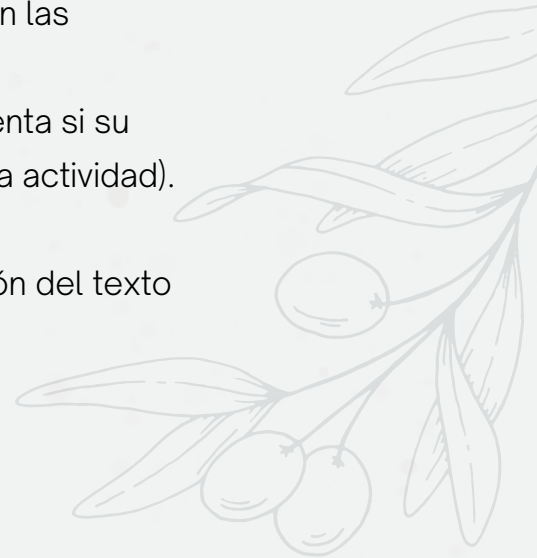 n las
enta si su
a actividad).
ón del texto